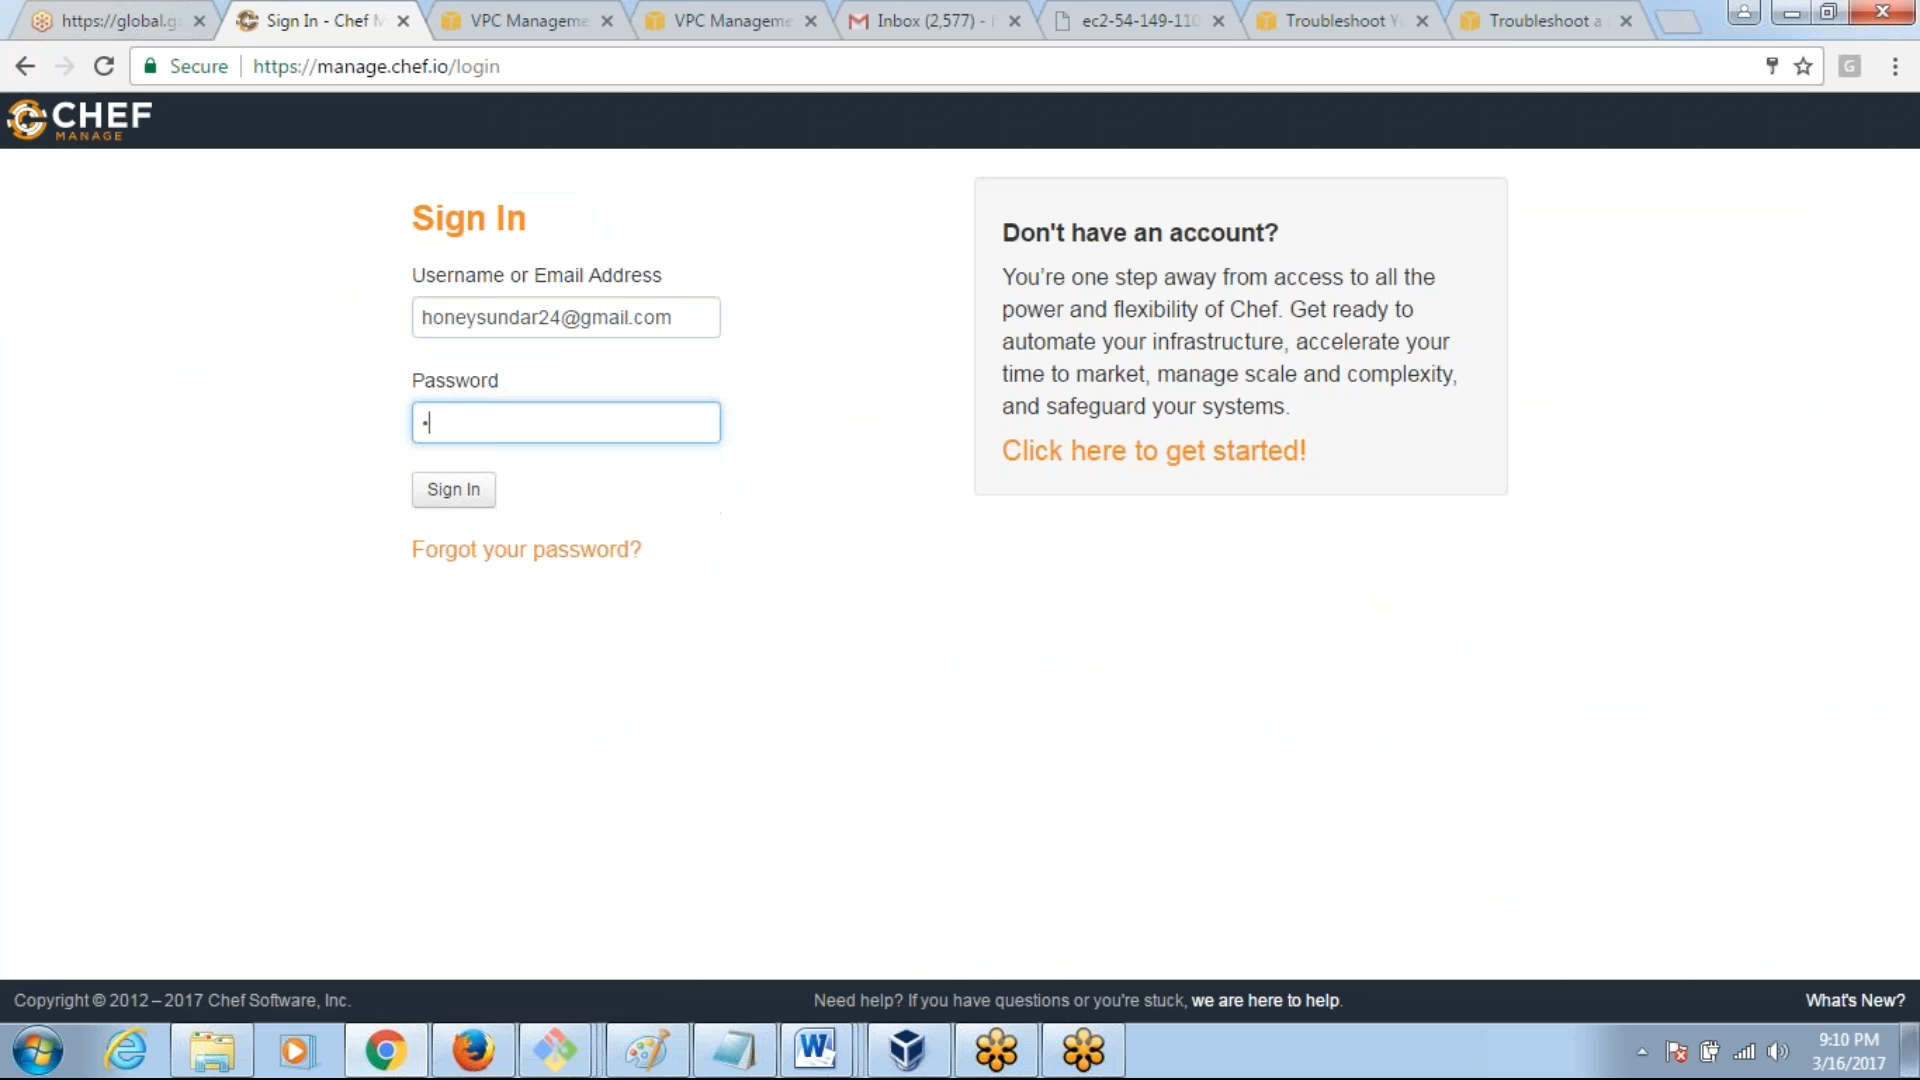 https://global.g
Sign In - Chef M
VPC Manageme
VPC Manageme
Inbox (2,577) -
ec2-54-149-110
Troubleshoot Y
Troubleshoot a
Secure
https://manage.chef.io/login
G
CHEF
MANAGE
Sign In
Username or Email Address
honeysundar24@gmail.com
Password
Sign In
Forgot your password?
Don't have an account?
You're one step away from access to all the
power and flexibility of Chef. Get ready to
automate your infrastructure, accelerate your
time to market, manage scale and complexity,
and safeguard your systems.
Click here to get started!
Copyright © 2012 – 2017 Chef Software, Inc.
Need help? If you have questions or you're stuck, we are here to help.
What's New?
9:10 PM
3/16/2017